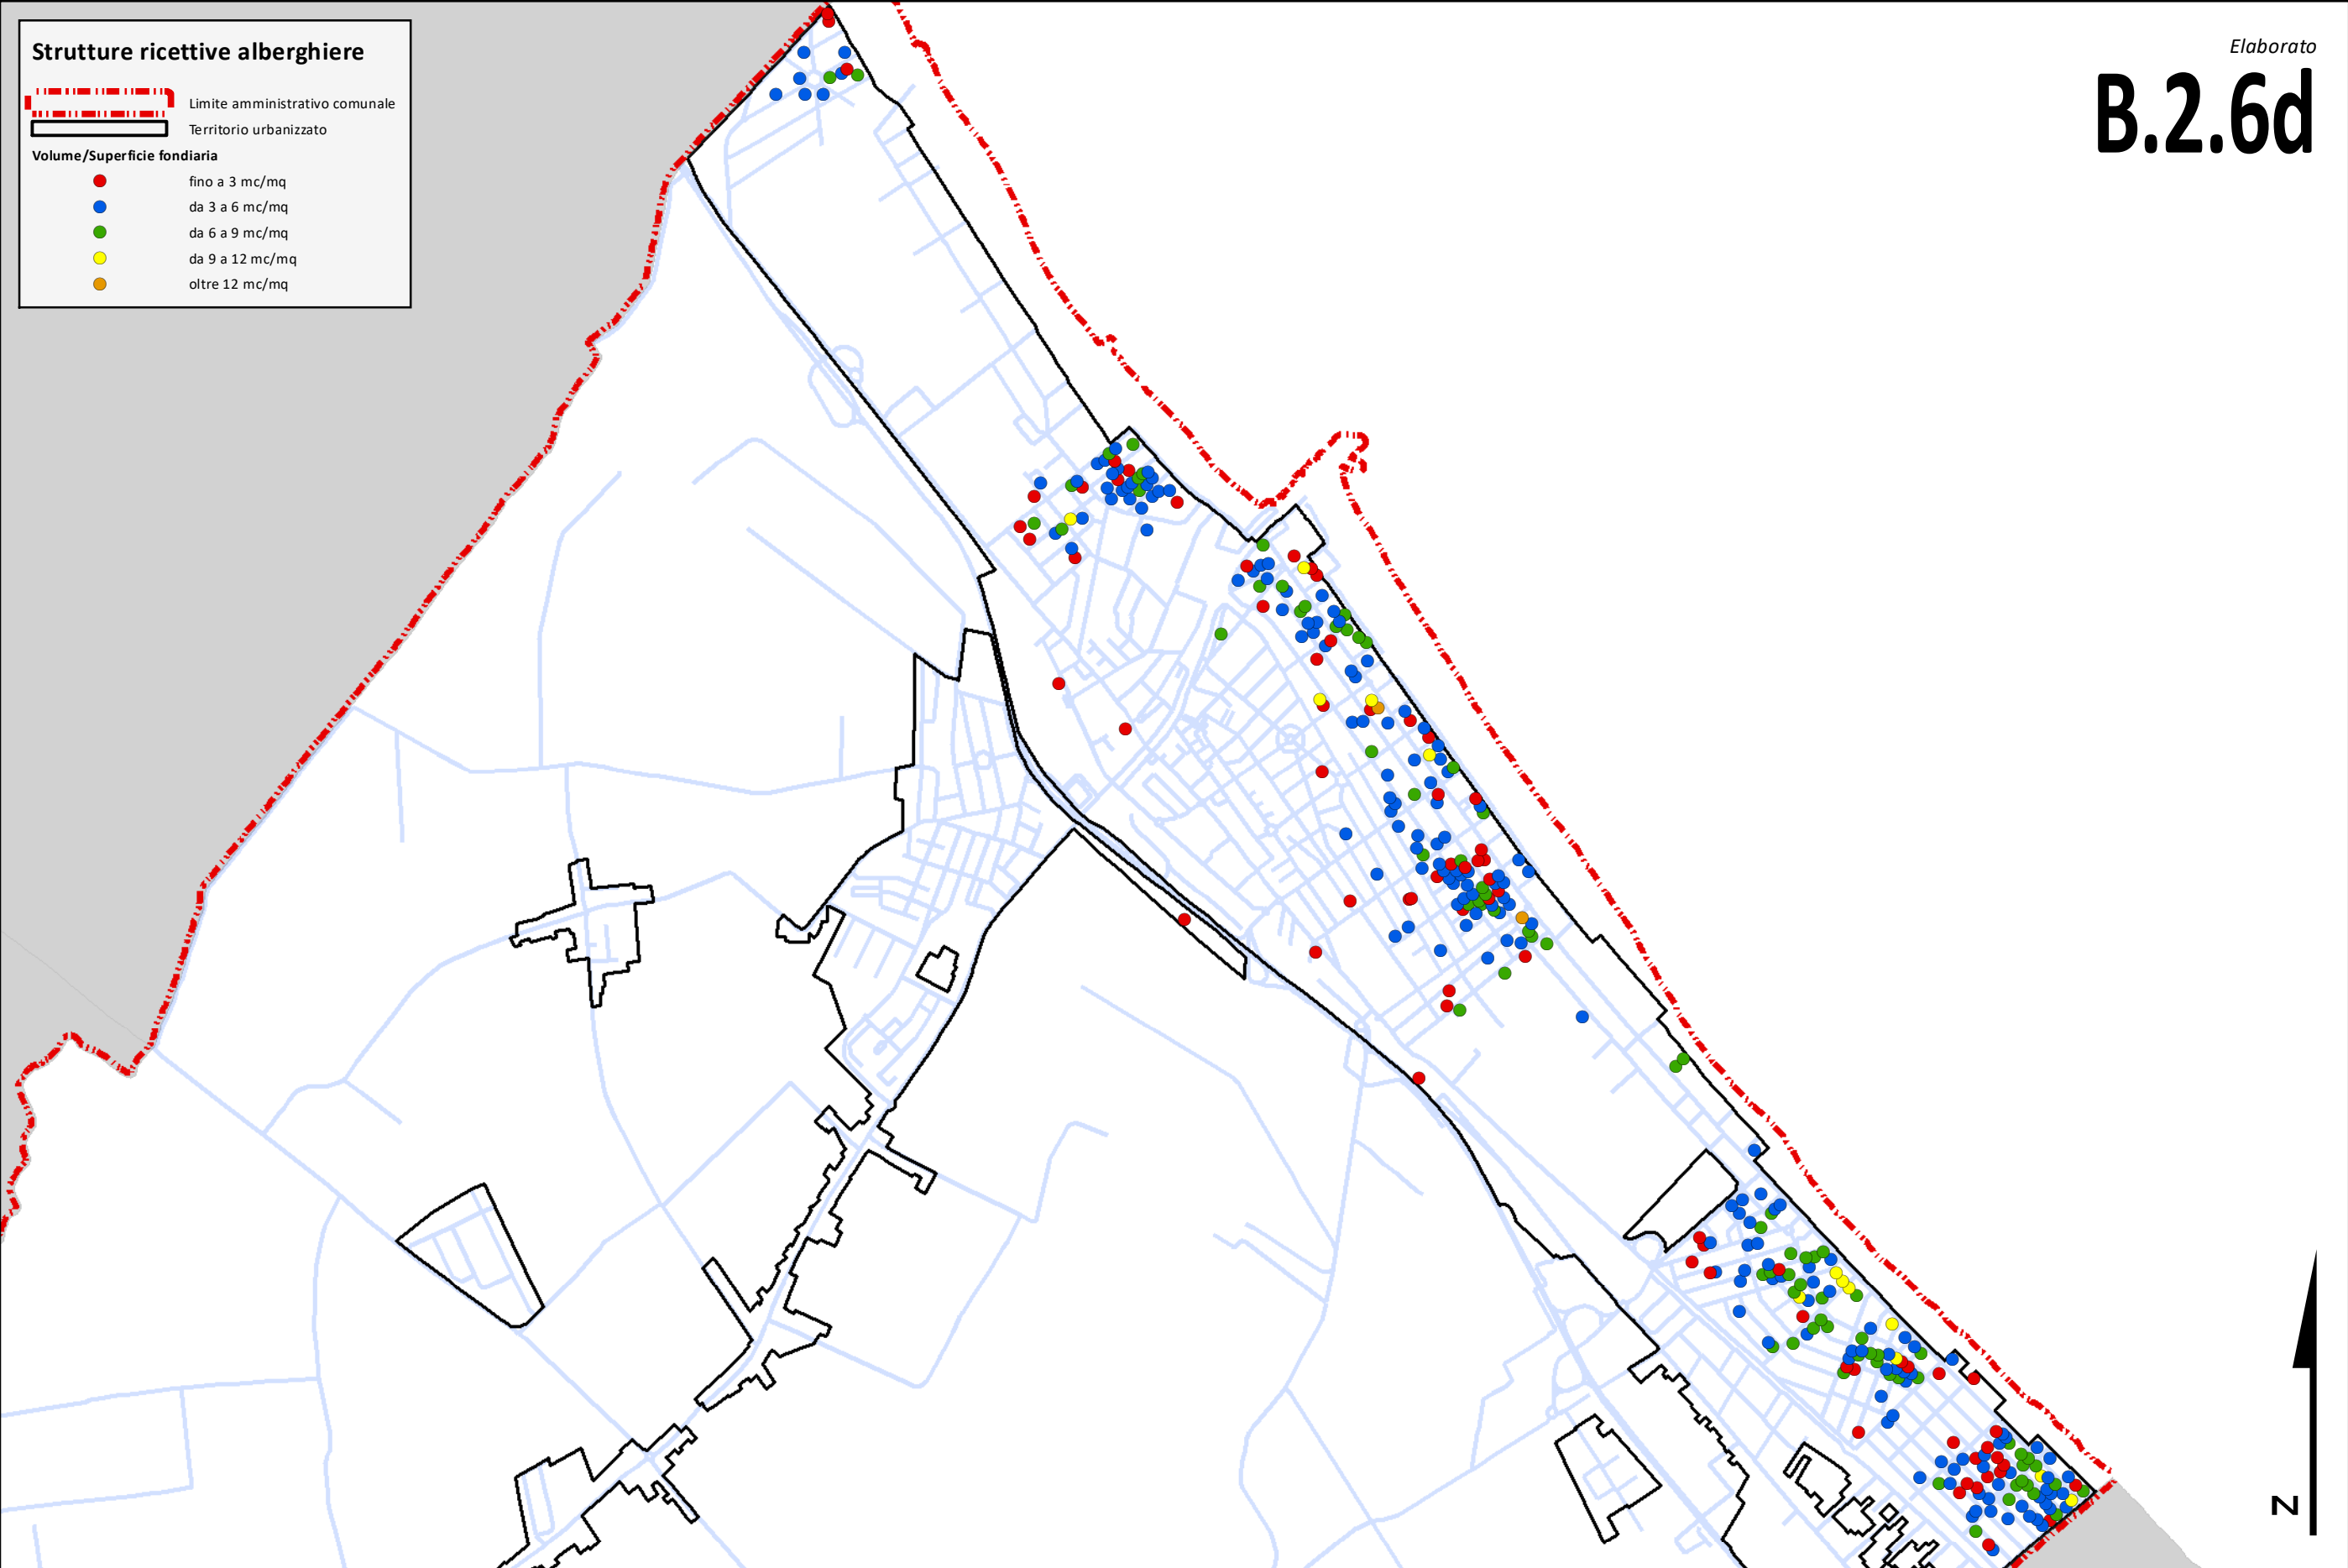 Strutture ricettive alberghiere
Limite amministrativo comunale
Territorio urbanizzato
Volume/Superficie fondiaria
fino a 3 mc/mq
da 3 a 6 mc/mq
da 6 a 9 mc/mq
da 9 a 12 mc/mq
oltre 12 mc/mq
Elaborato
B.2.6d
N